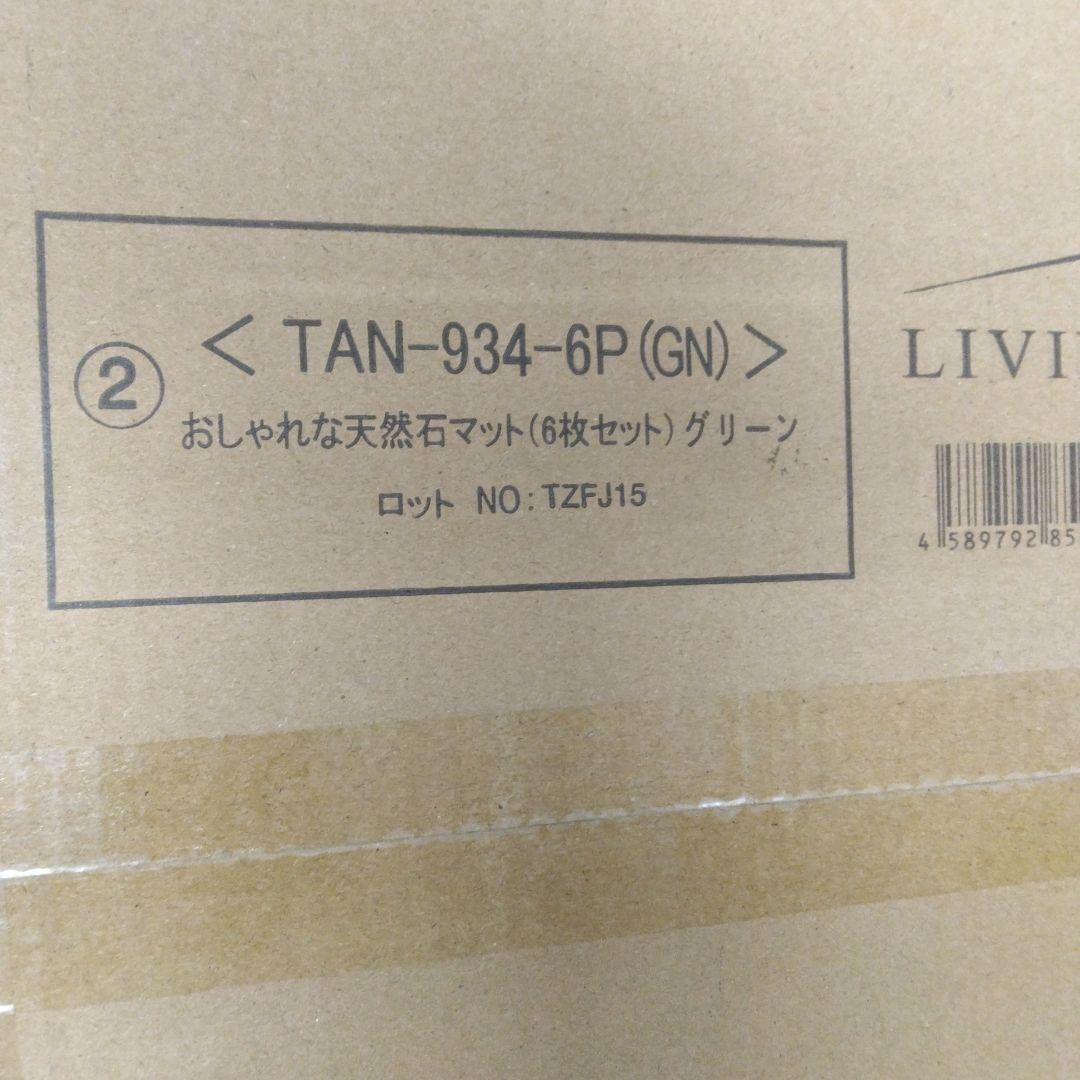 ② < TAN-934-6P(GN) >
おしゃれな天然石マット(6枚セット)グリーン
ロット NO:TZFJ15
LIVI
4 589792 85